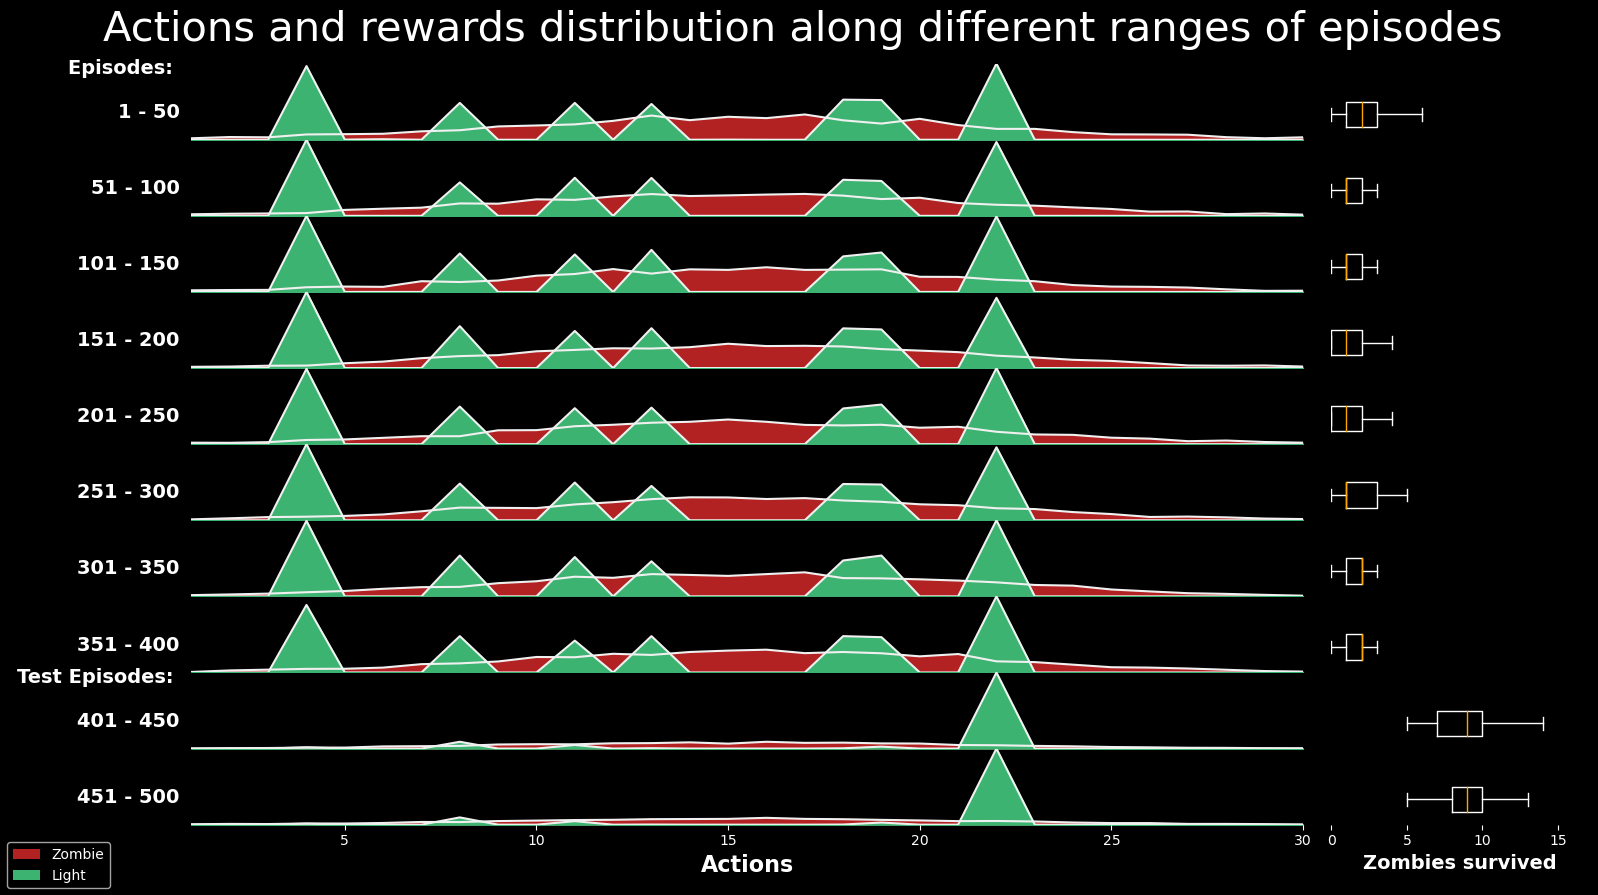 Actions and rewards distribution along different ranges of episodes
Episodes:
1 - 50
51 - 100
101 - 150
151 - 200
201 - 250
251 - 300
301 - 350
351 - 400
Test Episodes:
401 - 450
451 - 500
5 10 15 20 25 30
0 5 10 15
Actions
Zombies survived
Zombie
Light